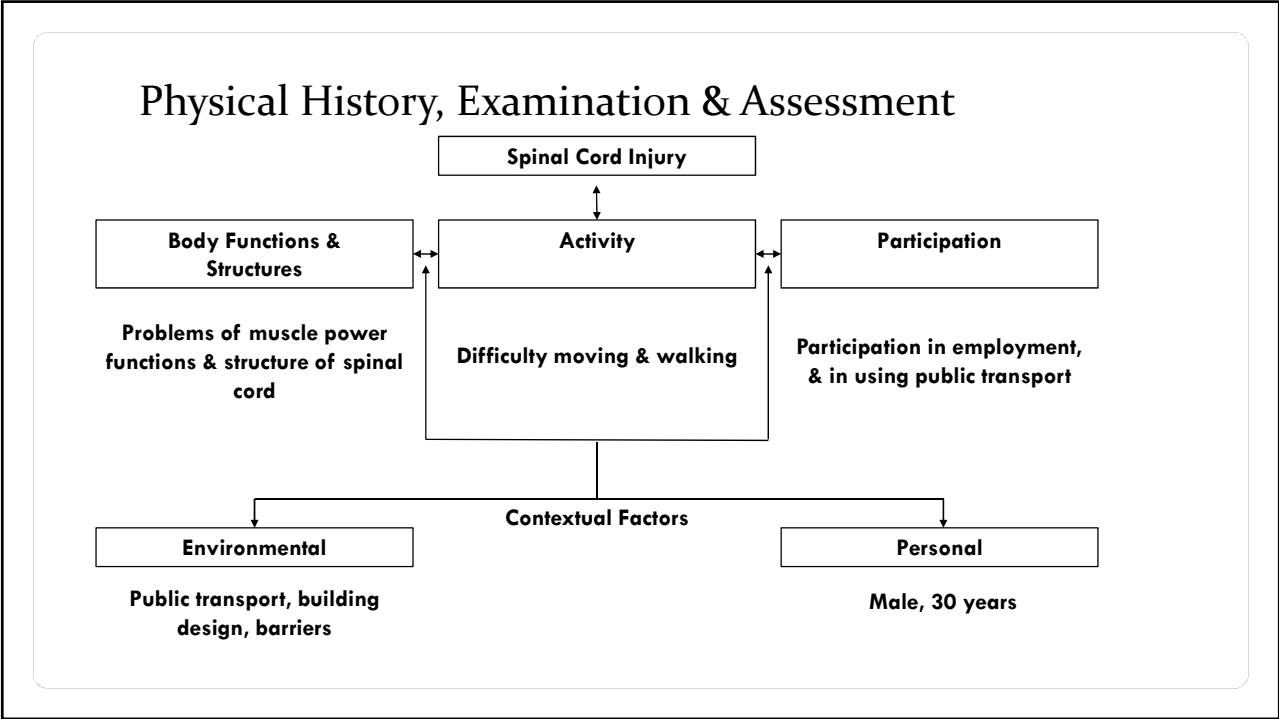 Physical History, Examination & Assessment
Spinal Cord Injury
Body Functions &
Structures
Activity
Participation
Problems of muscle power
functions & structure of spinal
cord
Difficulty moving & walking
Participation in employment,
& in using public transport
Contextual Factors
Environmental
Personal
Public transport, building
design, barriers
Male, 30 years